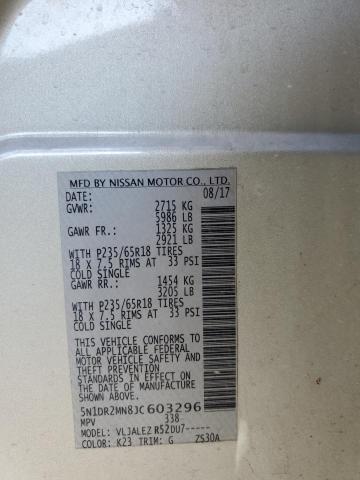 MFD BY NISSAN MOTOR CO., LTD.
DATE: 08/17
GVWR: 2715 KG
5986 LB
GAWR FR.: 1325 KG
2921 LB
WITH P235/65R18 TIRES
18 X 7.5 RIMS AT 33 PSI
COLD SINGLE
GAWR RR.: 1454 KG
3205 LB
WITH P235/65R18 TIRES
18 X 7.5 RIMS AT 33 PSI
COLD SINGLE
THIS VEHICLE CONFORMS TO
ALL APPLICABLE FEDERAL
MOTOR VEHICLE SAFETY
AND THEFT PREVENTION
STANDARDS IN EFFECT ON
THE DATE OF MANUFACTURE
SHOWN ABOVE.
5N1DR2MN8JC603296
MPV 338
MODEL: VLJALEZ R52DU7-----
COLOR: K23 TRIM: G ZS30A